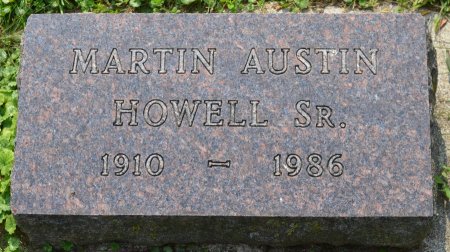 MARTIN AUSTIN
HOWELL SR.
1910 - 1986